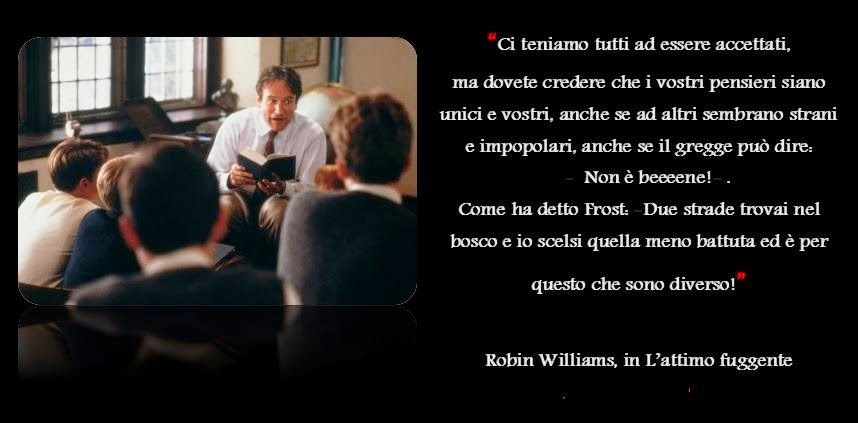 “Ci teniamo tutti ad essere accettati,
ma dovete credere che i vostri pensieri siano
unici e vostri, anche se ad altri sembrano strani
e impopolari, anche se il gregge può dire:
- Non è beeeene!- .
Come ha detto Frost: -Due strade trovai nel
bosco e io scelsi quella meno battuta ed è per
questo che sono diverso!”
Robin Williams, in L'attimo fuggente